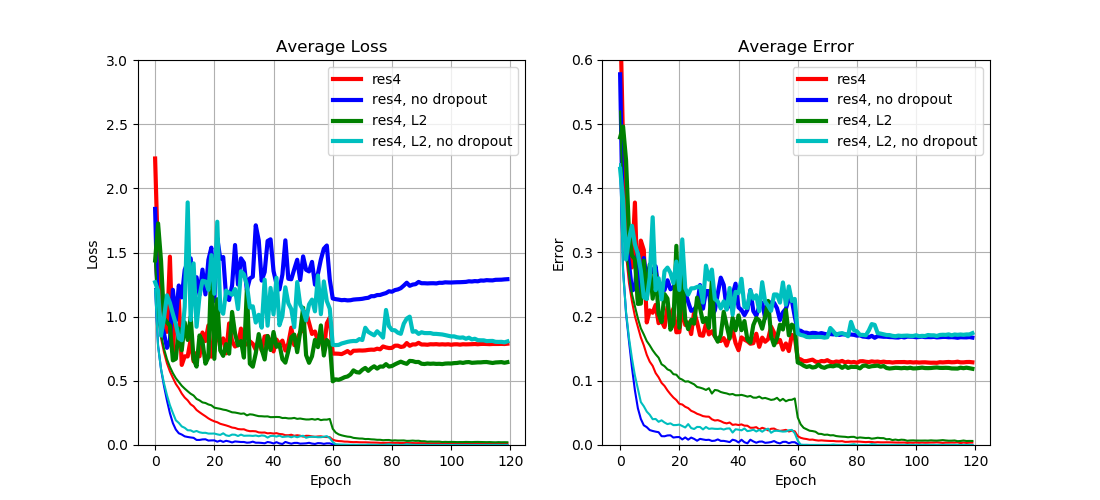 Average Loss
3.0
2.5
2.0
1.5
1.0
0.5
0.0
Loss
0 20 40 60 80 100 120
Epoch
res4
res4, no dropout
res4, L2
res4, L2, no dropout
Average Error
0.6
0.5
0.4
0.3
0.2
0.1
0.0
Error
0 20 40 60 80 100 120
Epoch
res4
res4, no dropout
res4, L2
res4, L2, no dropout